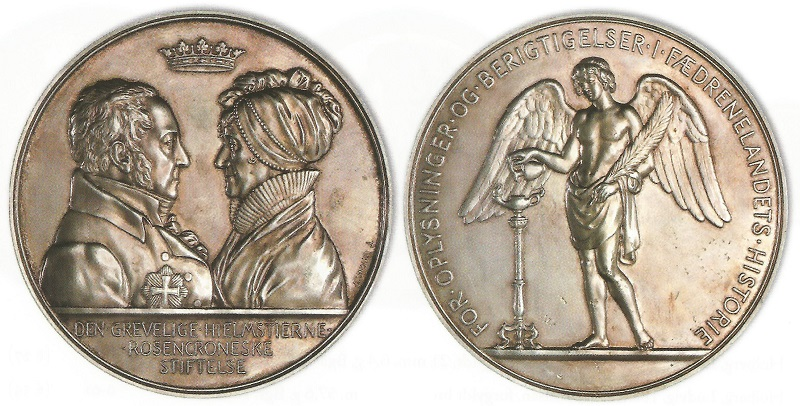 DEN GREVELIGE HIELMSTIERNE-
·ROSENCRONESKE
STIFTELSE
FOR·OPLYSNINGER·OG·BERIGTIGELSER·I·FÆDRENELANDETS·HISTORIE